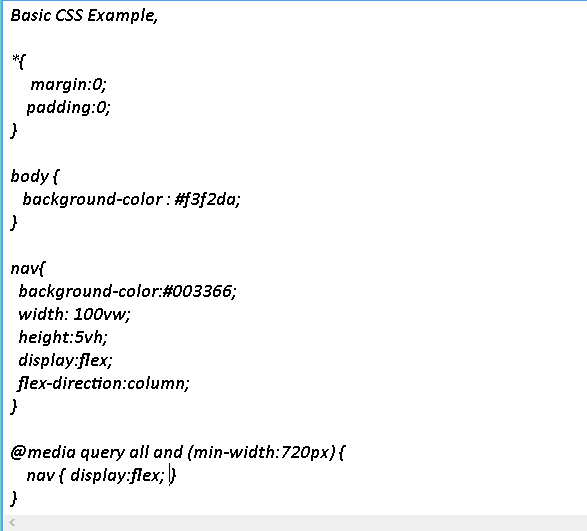 Basic CSS Example,
*{
margin:0;
padding:0;
}
body {
background-color : #f3f2da;
}
nav{
background-color:#003366;
width: 100vw;
height:5vh;
display:flex;
flex-direction:column;
}
@media query all and (min-width:720px) {
nav { display:flex; }
}